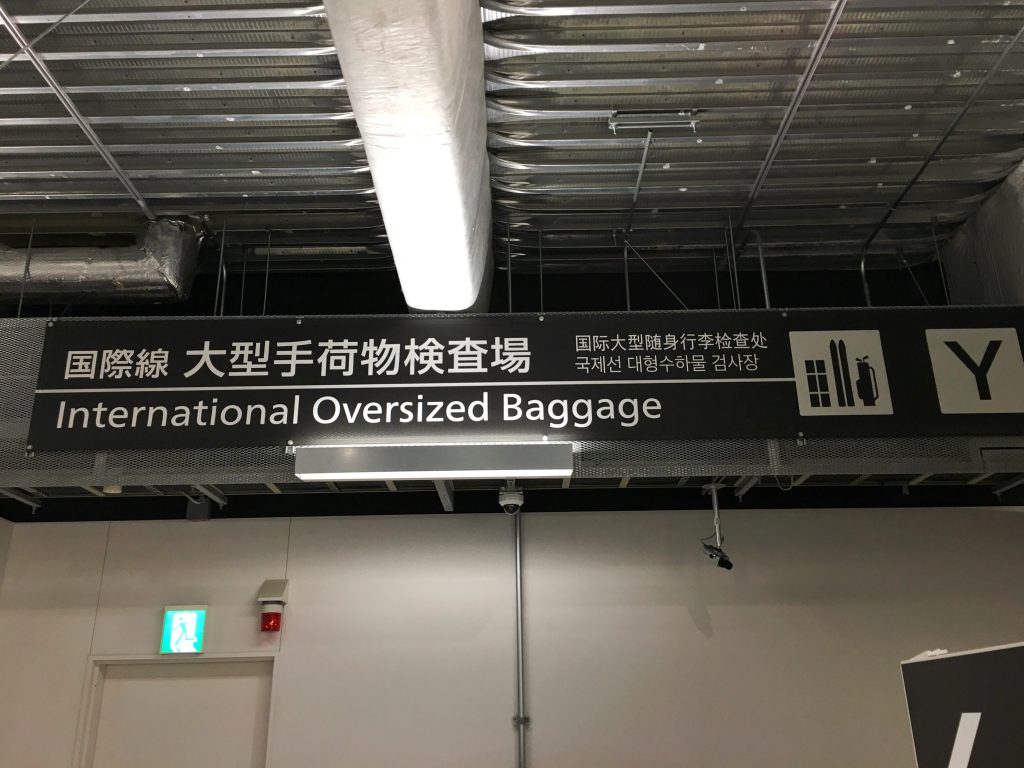 国際線 大型手荷物検査場
国际大型随身行李检查处
국제선 대형수하물 검사장
International Oversized Baggage
Y